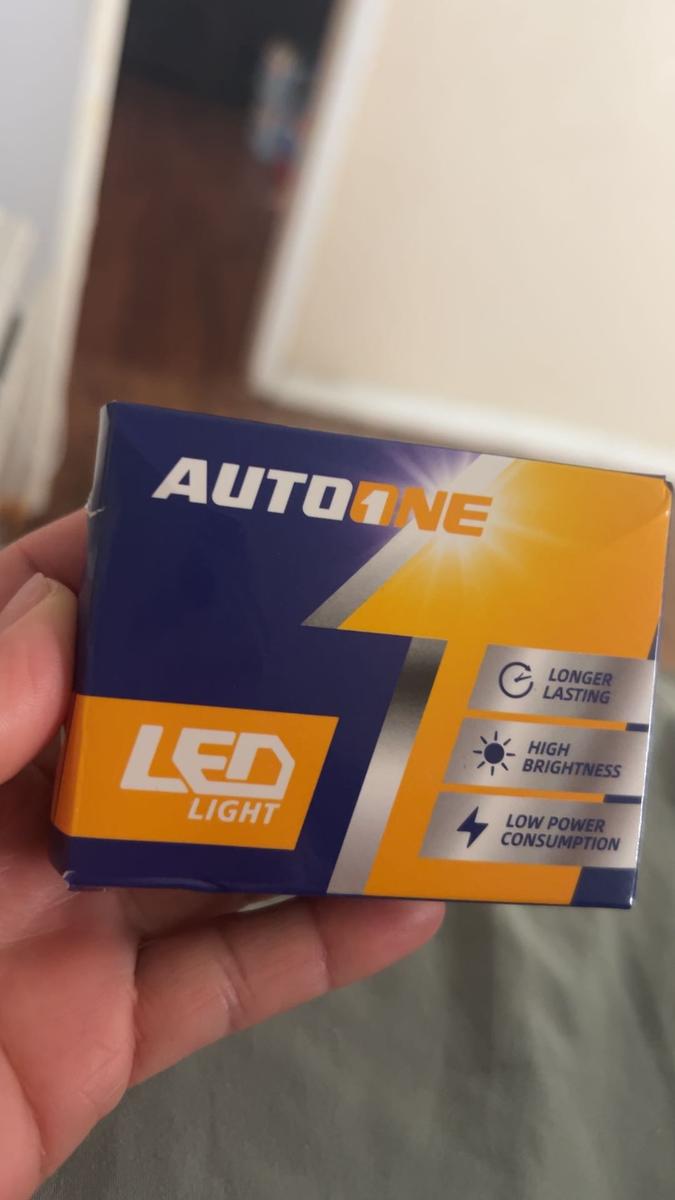 AUTOONE
LONGER
LASTING
HIGH
BRIGHTNESS
LOW POWER
CONSUMPTION
LED
LIGHT